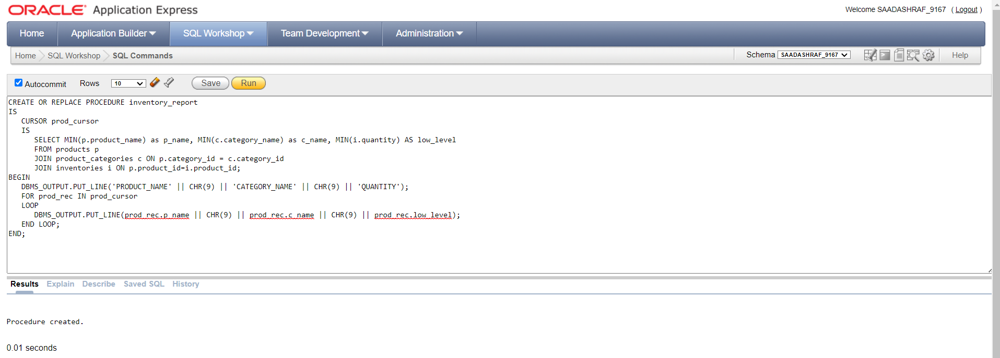 ORACLE® Application Express
Welcome SAADASHRAF_9167 ( Logout )
Home Application Builder SQL Workshop Team Development Administration
Home SQL Workshop SQL Commands Schema SAADASHRAF_9167 Help
Autocommit Rows 10 Save Run
CREATE OR REPLACE PROCEDURE inventory_report
IS
CURSOR prod_cursor
IS
SELECT MIN(p.product_name) as p_name, MIN(c.category_name) as c_name, MIN(i.quantity) AS low_level
FROM products p
JOIN product_categories c ON p.category_id = c.category_id
JOIN inventories i ON p.product_id=i.product_id;
BEGIN
DBMS_OUTPUT.PUT_LINE('PRODUCT_NAME' || CHR(9) || 'CATEGORY_NAME' || CHR(9) || 'QUANTITY');
FOR prod_rec IN prod_cursor
LOOP
DBMS_OUTPUT.PUT_LINE(prod_rec.p_name || CHR(9) || prod_rec.c_name || CHR(9) || prod_rec.low_level);
END LOOP;
END;
Results Explain Describe Saved SQL History
Procedure created.
0.01 seconds